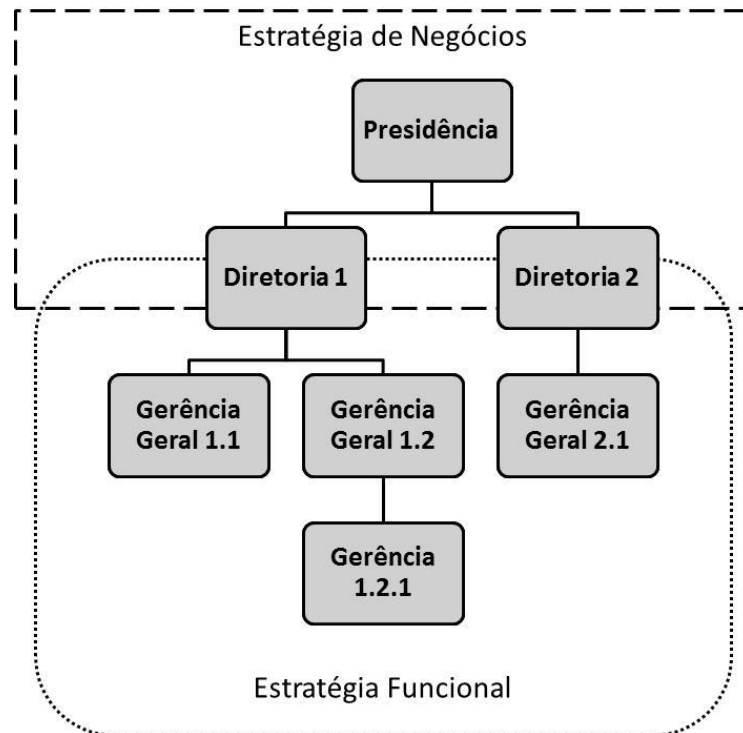 Estratégia de Negócios
Presidência
Diretoria 1
Diretoria 2
Gerência
Geral 1.1
Gerência
Geral 1.2
Gerência
Geral 2.1
Gerência
1.2.1
Estratégia Funcional